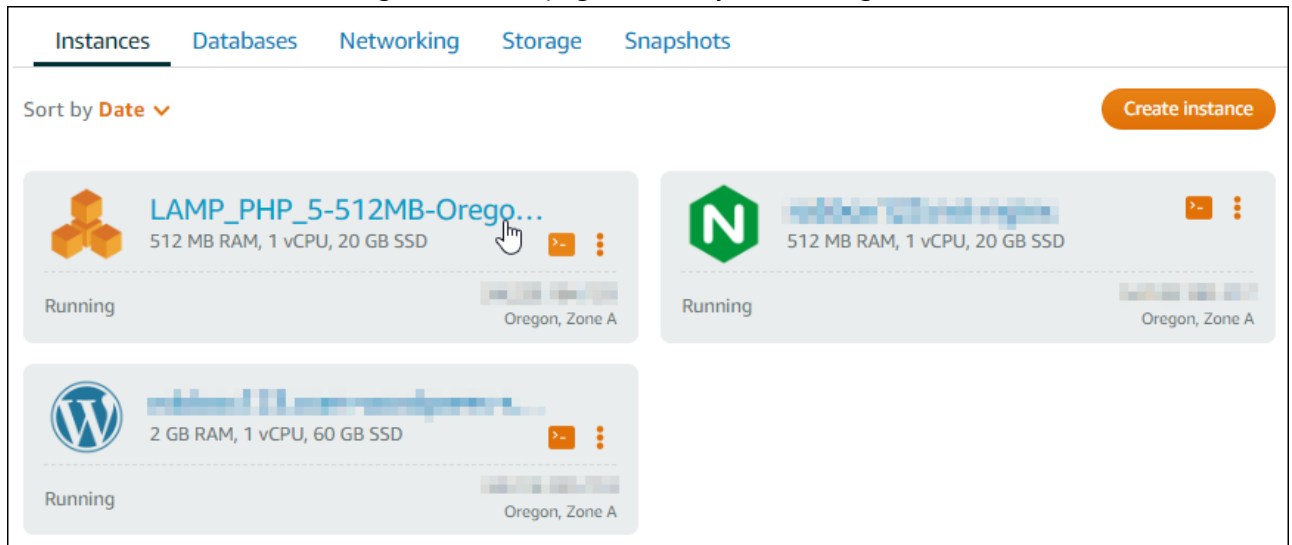 Instances Databases Networking Storage Snapshots
Sort by Date
Create instance
LAMP_PHP_5-512MB-Orego...
512 MB RAM, 1 vCPU, 20 GB SSD
>-
Running
Oregon, Zone A
N
512 MB RAM, 1 vCPU, 20 GB SSD
>-
Running
Oregon, Zone A
W
2 GB RAM, 1 vCPU, 60 GB SSD
>-
Running
Oregon, Zone A